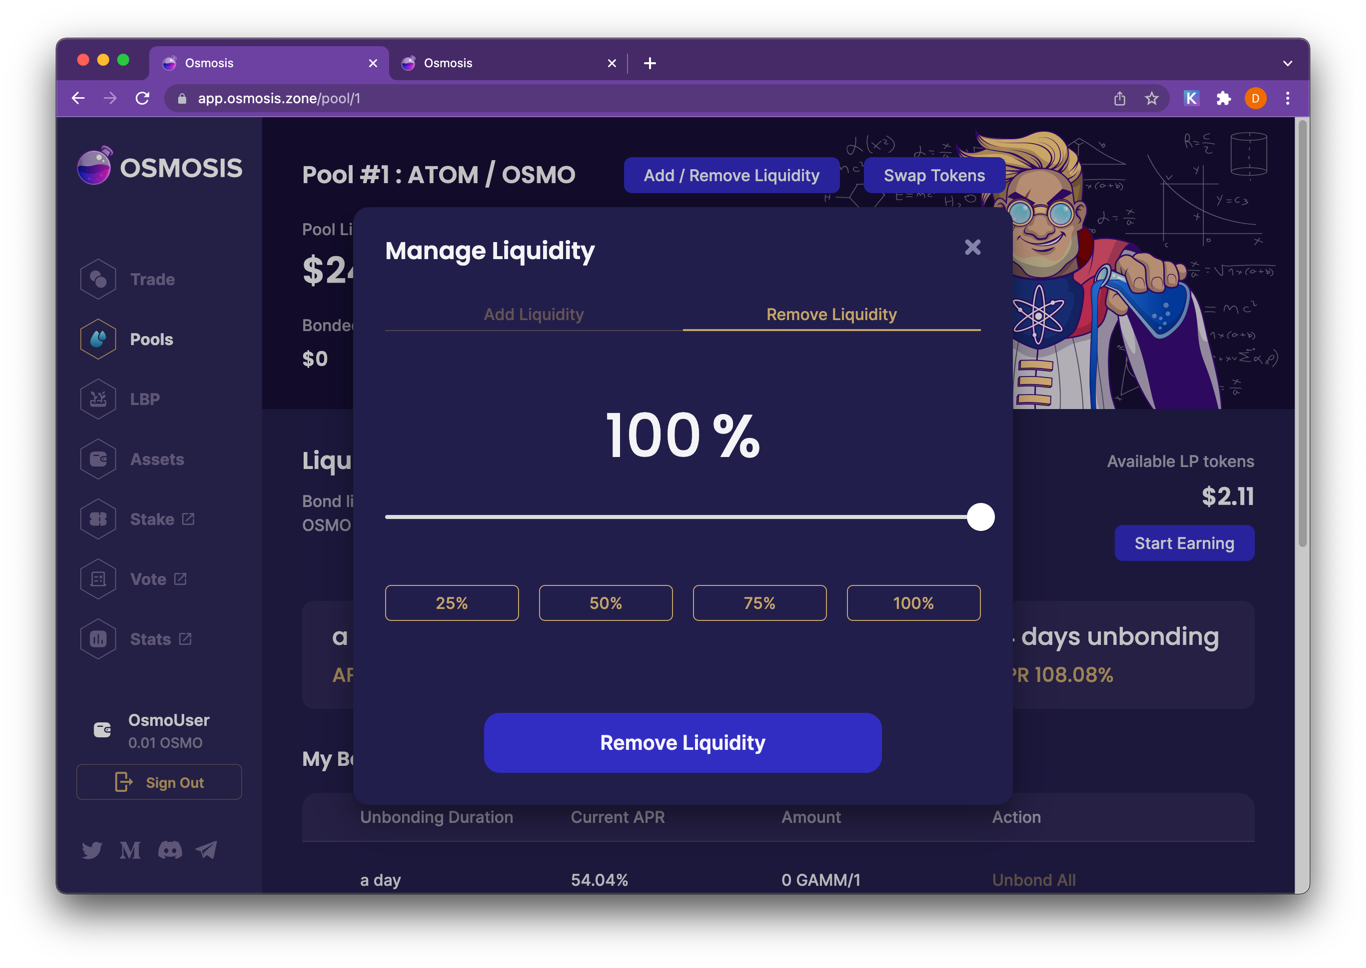 Osmosis
Osmosis
app.osmosis.zone/pool/1
K
D
OSMOSIS
Pool #1 : ATOM / OSMO
Add / Remove Liquidity
Swap Tokens
Pool Li
$24
Bonde
$0
Manage Liquidity
Add Liquidity
Remove Liquidity
100 %
25%
50%
75%
100%
Remove Liquidity
Trade
Pools
LBP
Assets
Stake
Vote
Stats
OsmoUser
0.01 OSMO
Sign Out
Liqu
Bond li
OSMO
Available LP tokens
$2.11
Start Earning
a
days unbonding
PR 108.08%
My B
Unbonding Duration
Current APR
Amount
Action
a day
54.04%
0 GAMM/1
Unbond All